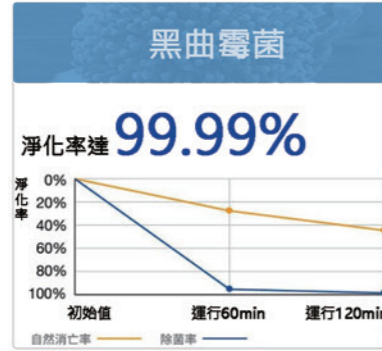 黑曲霉菌
淨化率達99.99%
淨化率
0%
20%
40%
60%
80%
100%
初始值 運行60min 運行120min
自然消亡率 除菌率